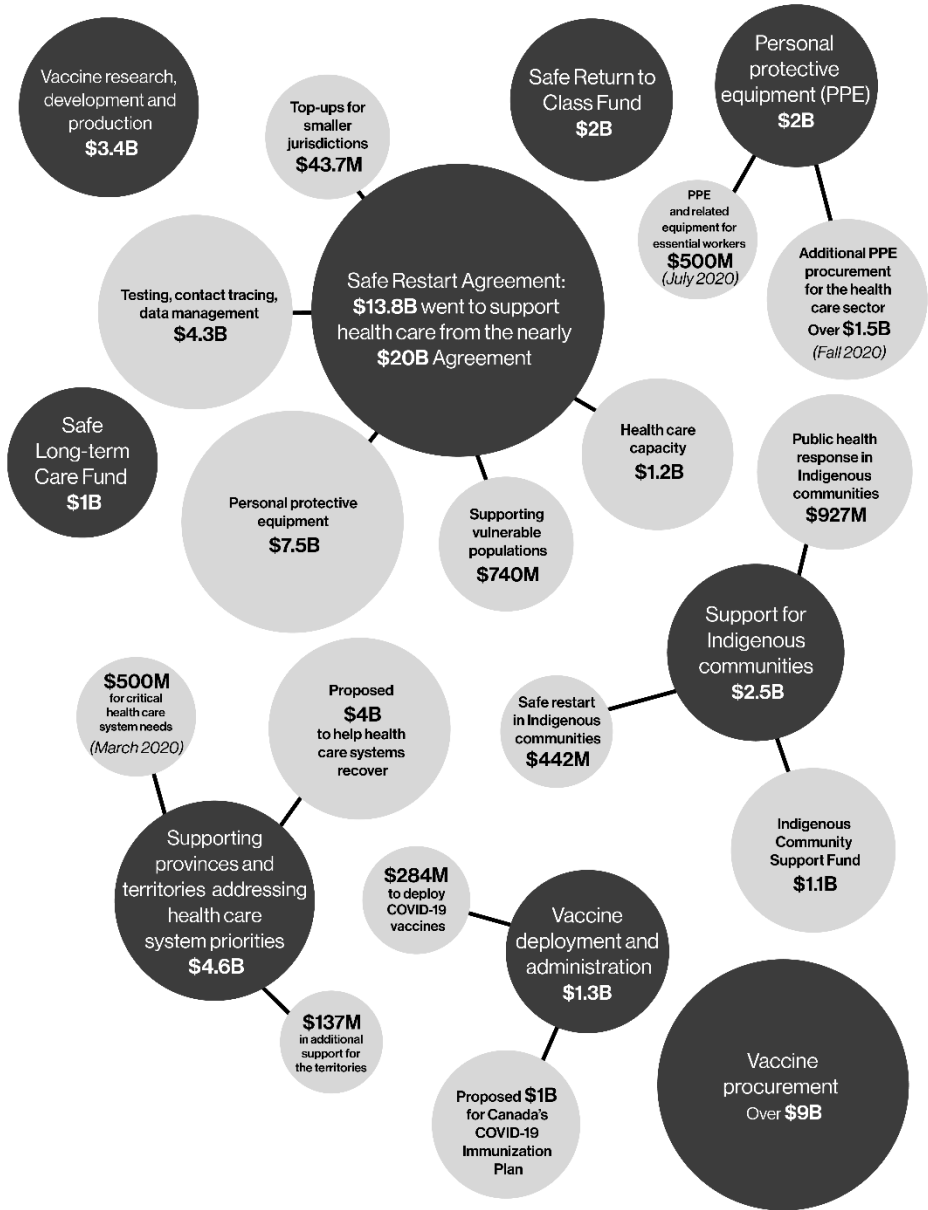 Vaccine research,
development and
production
$3.4B
Top-ups for
smaller
jurisdictions
$43.7M
Safe Return to
Class Fund
$2B
Personal
protective
equipment (PPE)
$2B
PPE
and related
equipment for
essential workers
$500M
(July 2020)
Additional PPE
procurement
for the health
care sector
Over $1.5B
(Fall 2020)
Testing, contact tracing,
data management
$4.3B
Safe Restart Agreement:
$13.8B went to support
health care from the nearly
$20B Agreement
Safe
Long-term
Care Fund
$1B
Personal protective
equipment
$7.5B
Supporting
vulnerable
populations
$740M
Health care
capacity
$1.2B
Public health
response in
Indigenous
communities
$927M
Support for
Indigenous
communities
$2.5B
Safe restart
in Indigenous
communities
$442M
Indigenous
Community
Support Fund
$1.1B
$500M
for critical
health care
system needs
(March 2020)
Proposed
$4B
to help health
care systems
recover
Supporting
provinces and
territories addressing
health care
system priorities
$4.6B
$137M
in additional
support for
the territories
$284M
to deploy
COVID-19
vaccines
Vaccine
deployment and
administration
$1.3B
Proposed $1B
for Canada's
COVID-19
Immunization
Plan
Vaccine
procurement
Over $9B